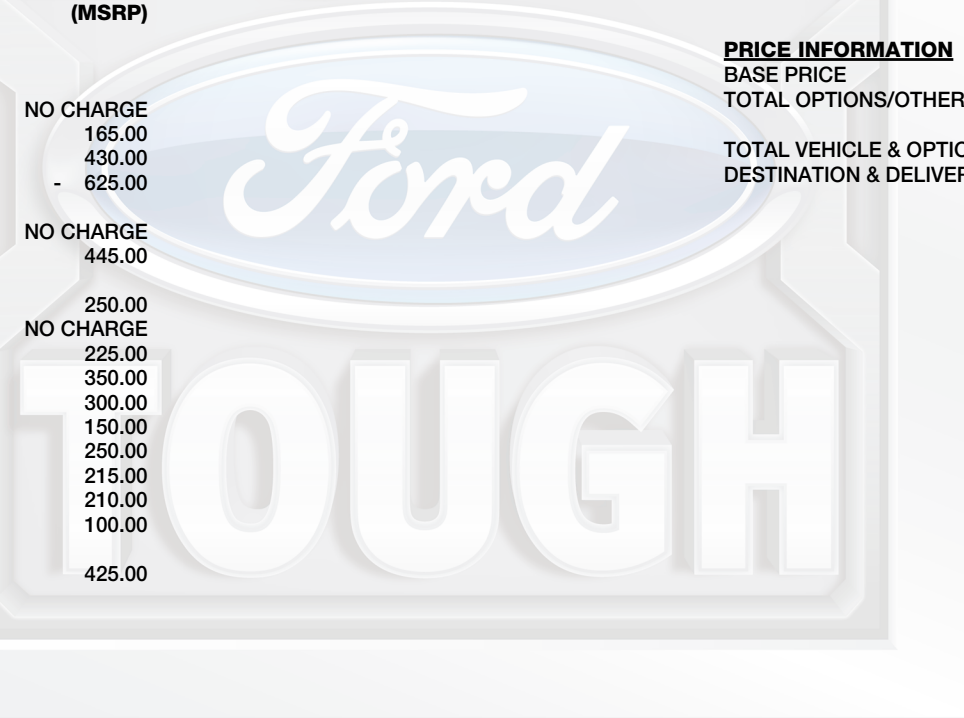 (MSRP)
NO CHARGE
165.00
430.00
- 625.00
NO CHARGE
445.00
250.00
NO CHARGE
225.00
350.00
300.00
150.00
250.00
215.00
210.00
100.00
425.00
PRICE INFORMATION
BASE PRICE
TOTAL OPTIONS/OTHER
TOTAL VEHICLE & OPTIO
DESTINATION & DELIVER
Ford
TOUGH